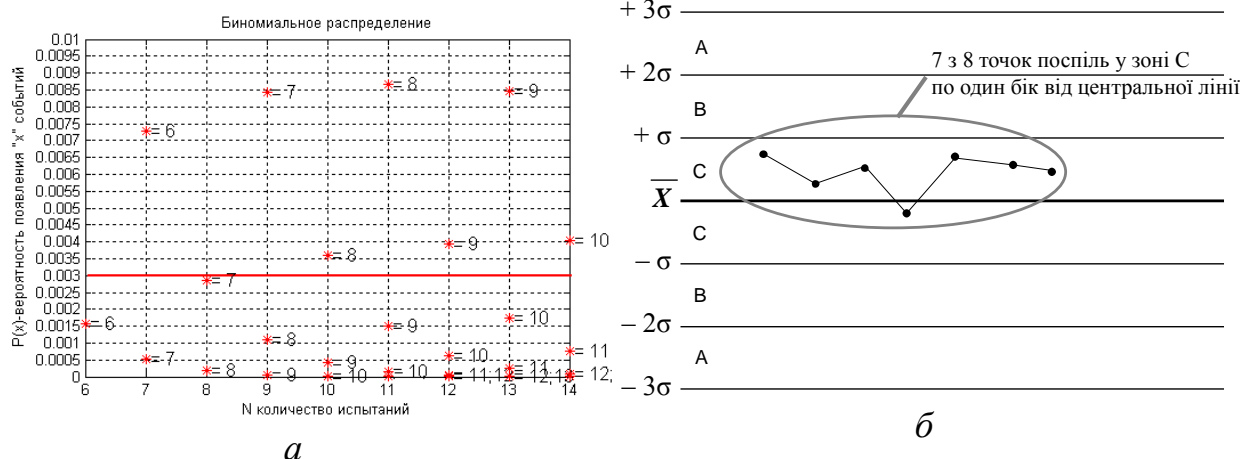 Биномиальное распределение
P(x)-вероятность появления "x" событий
0.01
0.0095
0.009
0.0085
0.008
0.0075
0.007
0.0065
0.006
0.0055
0.005
0.0045
0.004
0.0035
0.003
0.0025
0.002
0.0015
0.001
0.0005
0
= 7
= 8
= 9
= 6
= 8
= 9
= 10
= 7
= 6
= 8
= 9
= 10
= 7
= 8
= 9
= 10
= 11
= 8
= 9
= 10
= 10,
= 11,
= 11
= 12,
6 7 8 9 10 11 12 13 14
N количество испытаний
а
+ 3σ
A
+ 2σ
7 з 8 точок поспіль у зоні С
по один бік від центральної лінії
B
+ σ
C
X
C
− σ
B
− 2σ
A
− 3σ
б